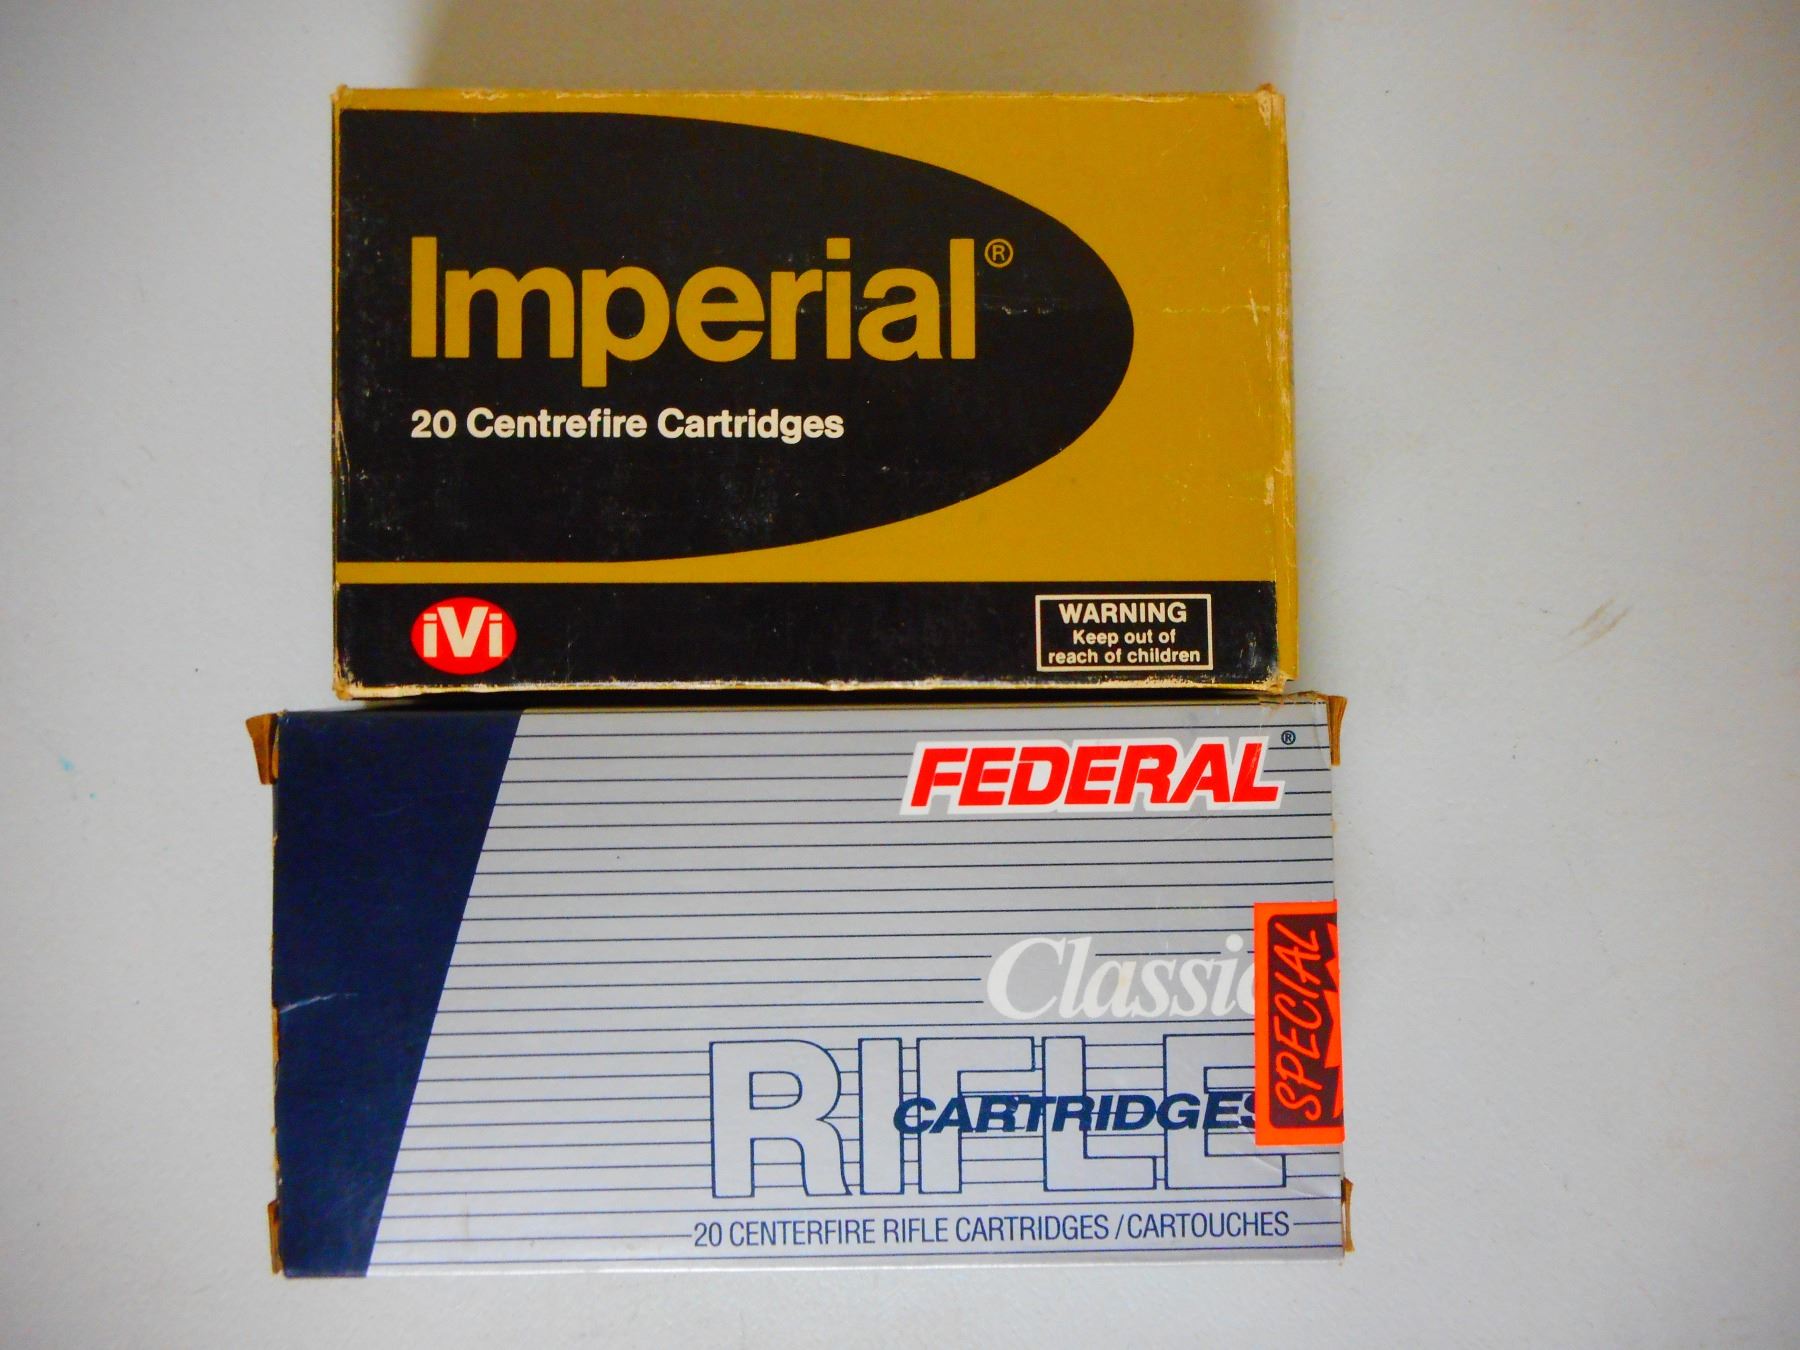 Imperial®
20 Centrefire Cartridges
iVi
WARNING
Keep out of
reach of children
FEDERAL®
Classic
RIFLE
CARTRIDGES
SPECIAL
20 CENTERFIRE RIFLE CARTRIDGES / CARTOUCHES